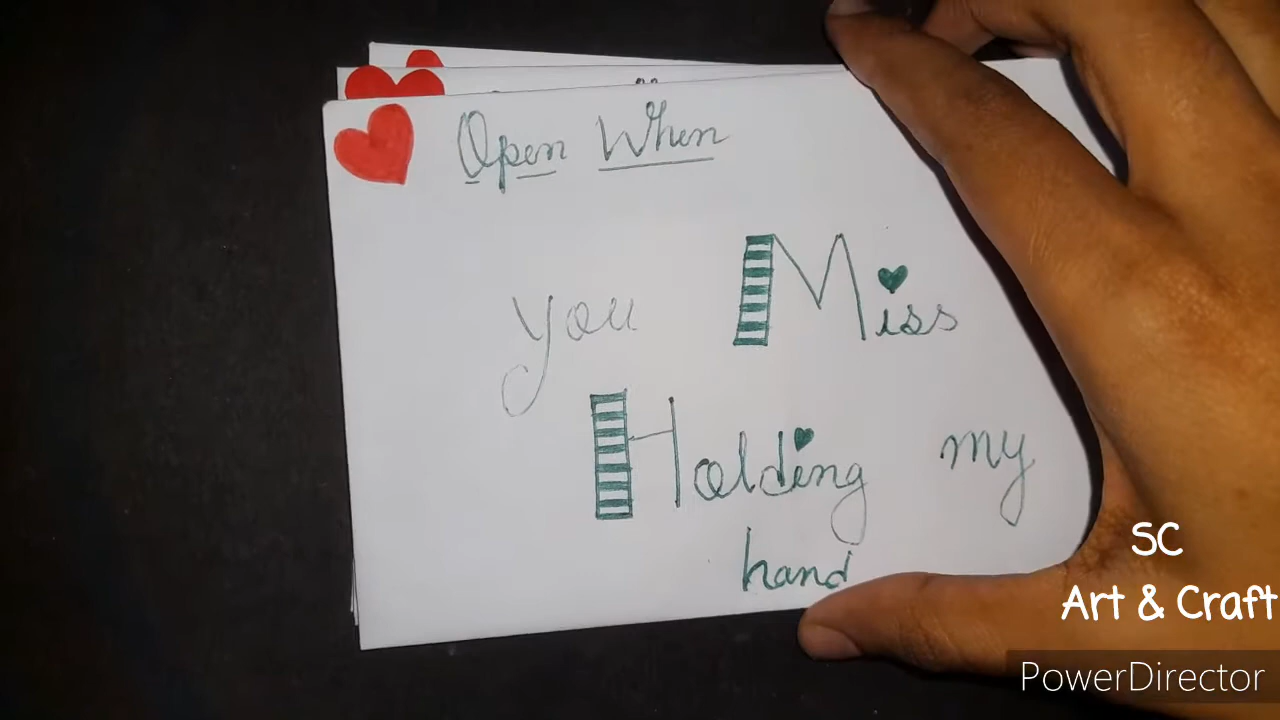 Open When
you Miss
Holding my
hand
SC
Art & Craft
PowerDirector